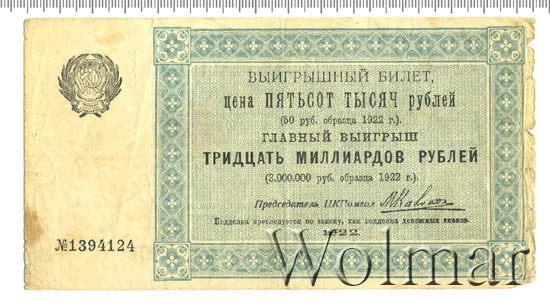 ВЫИГРЫШНЫЙ БИЛЕТ,
цена ПЯТЬСОТ ТЫСЯЧ рублей
(50 руб. образца 1922 г.).
ГЛАВНЫЙ ВЫИГРЫШ
ТРИДЦАТЬ МИЛЛИАРДОВ РУБЛЕЙ
(3.000.000 руб. образца 1922 г.).
Председатель ЦКПомгол
Подделка преследуется по закону, как подделка денежных знаков.
1922.
№1394124
Wolmar